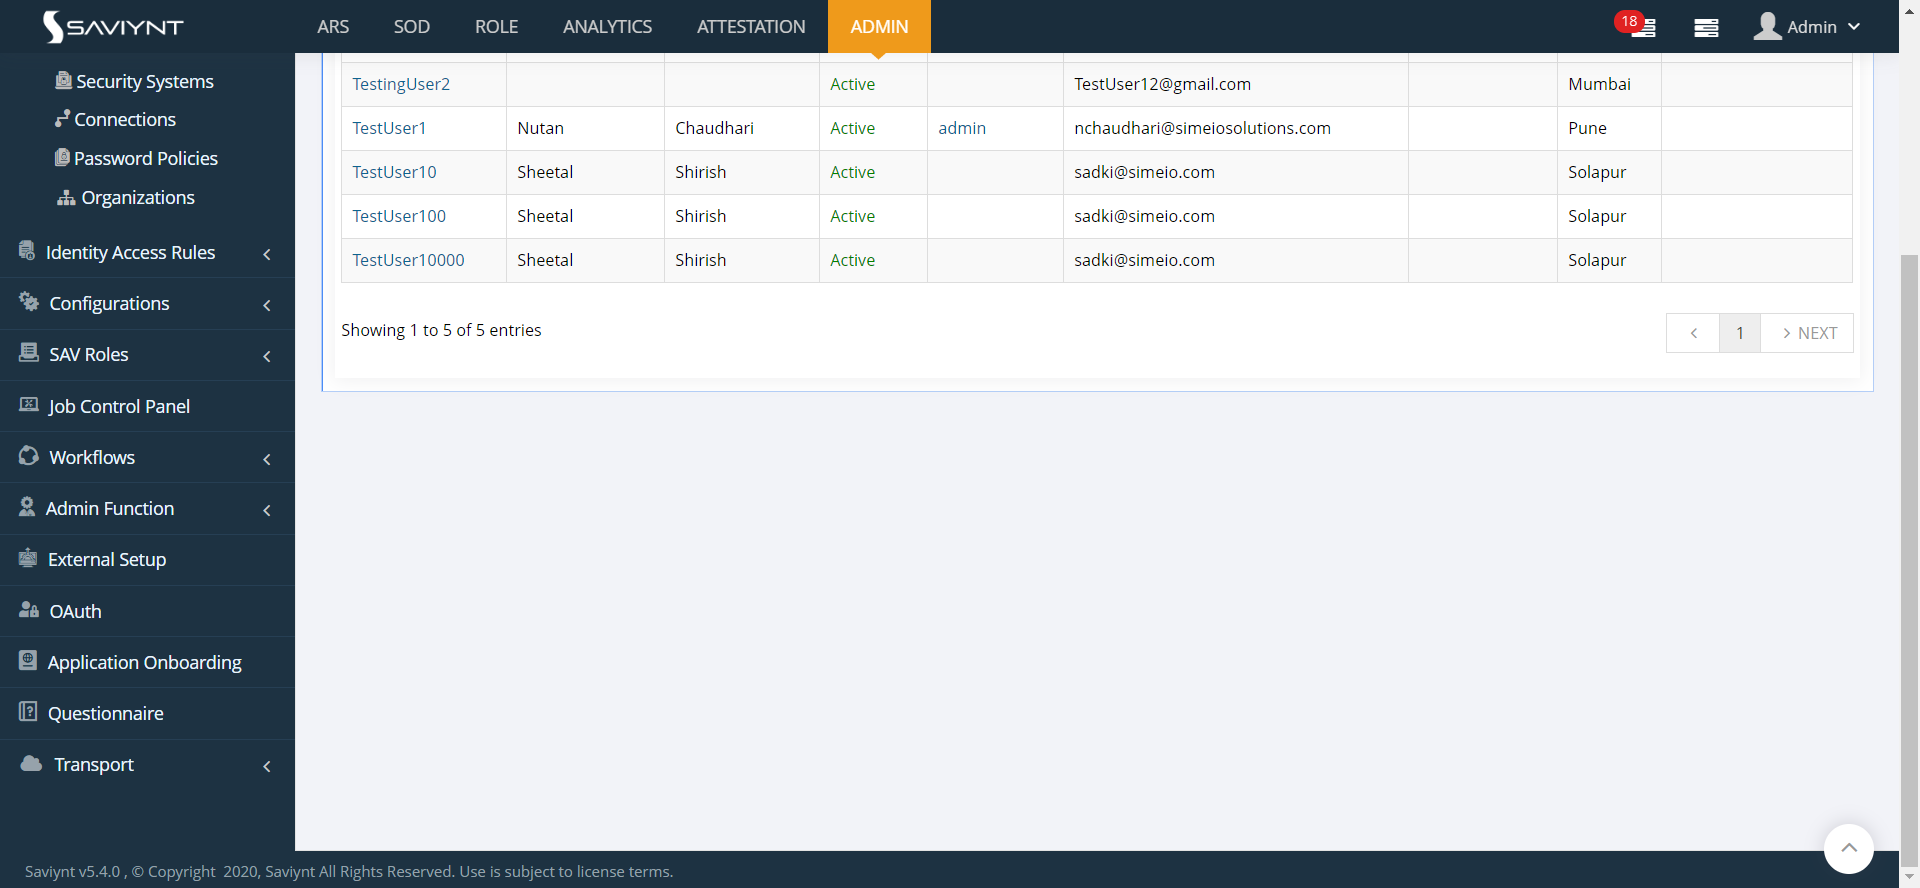 SAVIYNT
ARS SOD ROLE ANALYTICS ATTESTATION ADMIN 18 Admin
Security Systems
Connections
Password Policies
Organizations
Identity Access Rules
Configurations
SAV Roles
Job Control Panel
Workflows
Admin Function
External Setup
OAuth
Application Onboarding
Questionnaire
Transport
TestingUser2 Active TestUser12@gmail.com Mumbai
TestUser1 Nutan Chaudhari Active admin nchaudhari@simeiosolutions.com Pune
TestUser10 Sheetal Shirish Active sadki@simeio.com Solapur
TestUser100 Sheetal Shirish Active sadki@simeio.com Solapur
TestUser10000 Sheetal Shirish Active sadki@simeio.com Solapur
Showing 1 to 5 of 5 entries
1 NEXT
Saviynt v5.4.0 , © Copyright 2020, Saviynt All Rights Reserved. Use is subject to license terms.